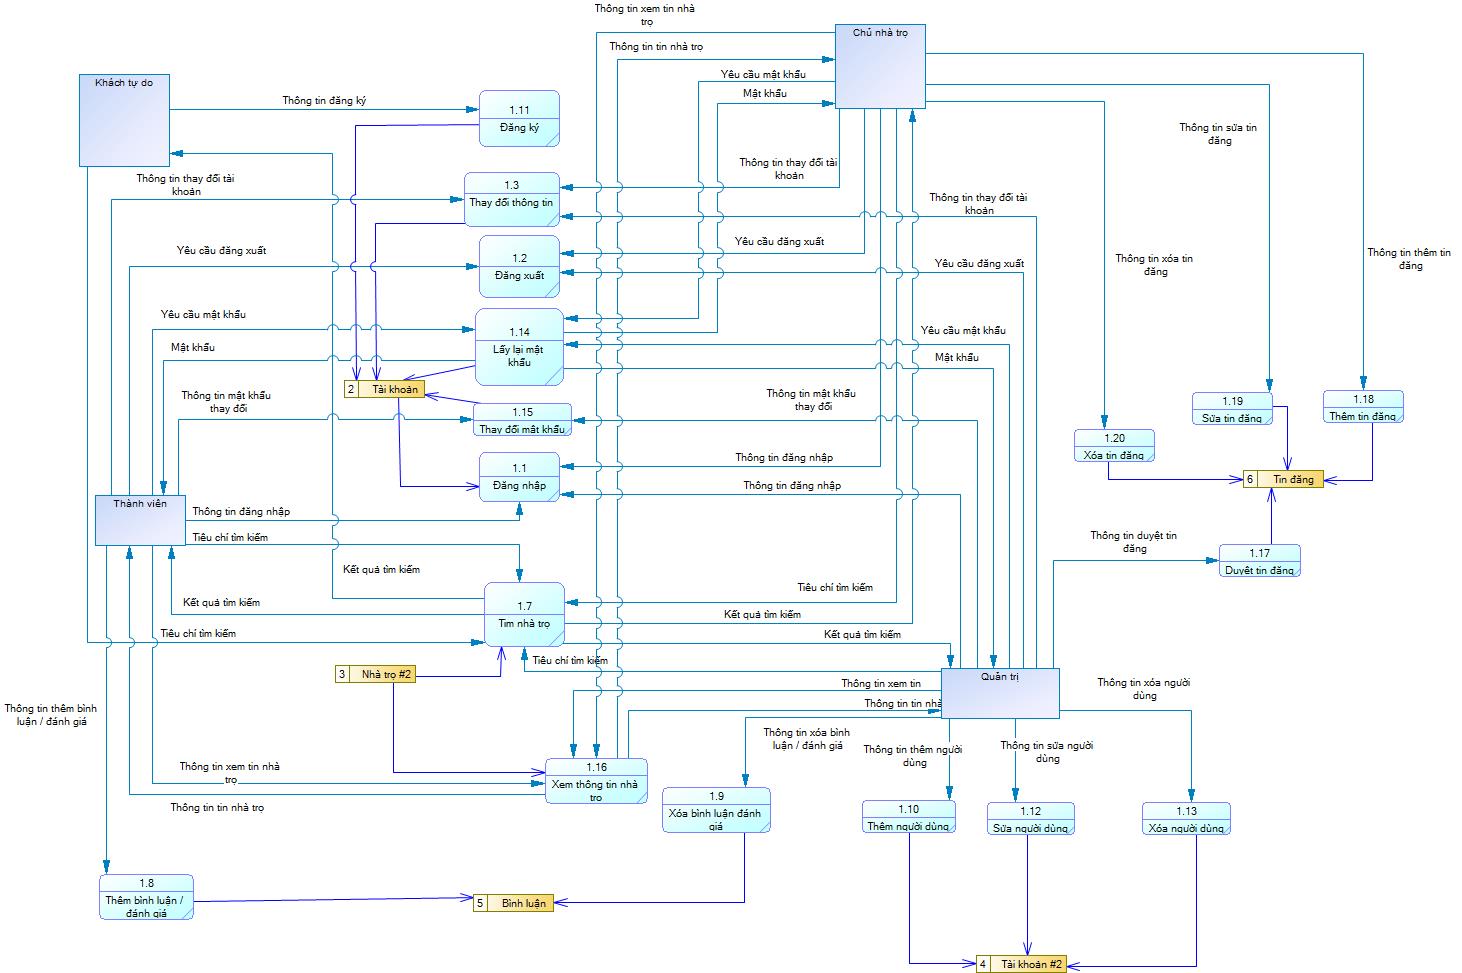 Thông tin xem tin nhà
trọ
Chủ nhà trọ
Thông tin tin nhà trọ
Khách tự do
Yêu cầu mật khẩu
Mật khẩu
Thông tin đăng ký
1.11
Đăng ký
Thông tin sửa tin
đăng
Thông tin thay đổi tài
khoản
Thông tin thay đổi tài
khoản
1.3
Thay đổi thông tin
Thông tin thay đổi tài
khoản
Yêu cầu đăng xuất
Yêu cầu đăng xuất
1.2
Đăng xuất
Yêu cầu đăng xuất
Thông tin xóa tin
đăng
Thông tin thêm tin
đăng
Yêu cầu mật khẩu
1.14
Lấy lại mật
khẩu
Yêu cầu mật khẩu
Mật khẩu
Mật khẩu
2 Tài khoản
Thông tin mật khẩu
thay đổi
Thông tin mật khẩu
thay đổi
1.15
Thay đổi mật khẩu
1.19
Sửa tin đăng
1.18
Thêm tin đăng
1.20
Xóa tin đăng
1.1
Đăng nhập
Thông tin đăng nhập
Thông tin đăng nhập
6 Tin đăng
Thành viên
Thông tin đăng nhập
Tiêu chí tìm kiếm
Thông tin duyệt tin
đăng
1.17
Duyệt tin đăng
Kết quả tìm kiếm
Tiêu chí tìm kiếm
Kết quả tìm kiếm
1.7
Tim nhà trọ
Kết quả tìm kiếm
Tiêu chí tìm kiếm
Kết quả tìm kiếm
Tiêu chí tìm kiếm
3 Nhà trọ #2
Quản trị
Thông tin xem tin
Thông tin xóa người
dùng
Thông tin tin nhà
Thông tin thêm bình
luận / đánh giá
Thông tin xóa bình
luận / đánh giá
Thông tin thêm người
dùng
Thông tin sửa người
dùng
Thông tin xem tin nhà
trọ
1.16
Xem thông tin nhà
trọ
Thông tin tin nhà trọ
1.9
Xóa bình luận đánh
giá
1.10
Thêm người dùng
1.12
Sửa người dùng
1.13
Xóa người dùng
1.8
Thêm bình luận /
đánh giá
5 Bình luận
4 Tài khoản #2